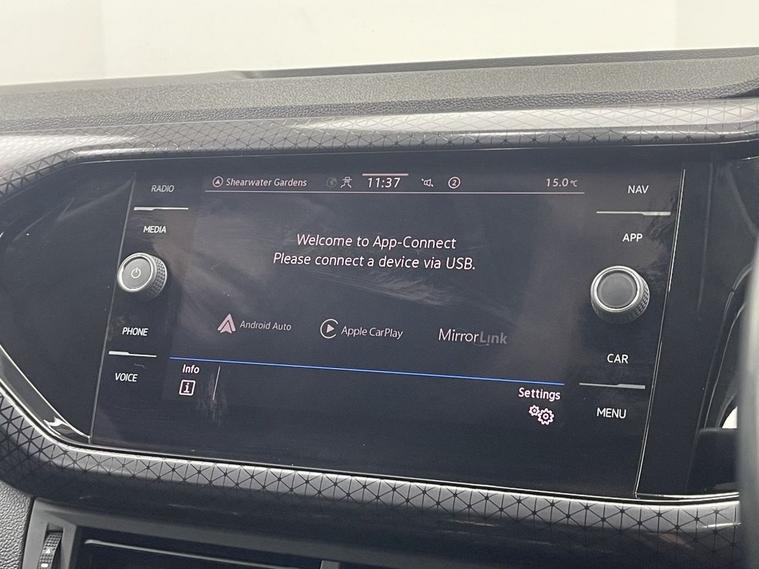 RADIO
MEDIA
PHONE
VOICE
Shearwater Gardens 11:37 2 15.0°C
Welcome to App-Connect
Please connect a device via USB.
Android Auto Apple CarPlay MirrorLink
Info
i
Settings
NAV
APP
CAR
MENU